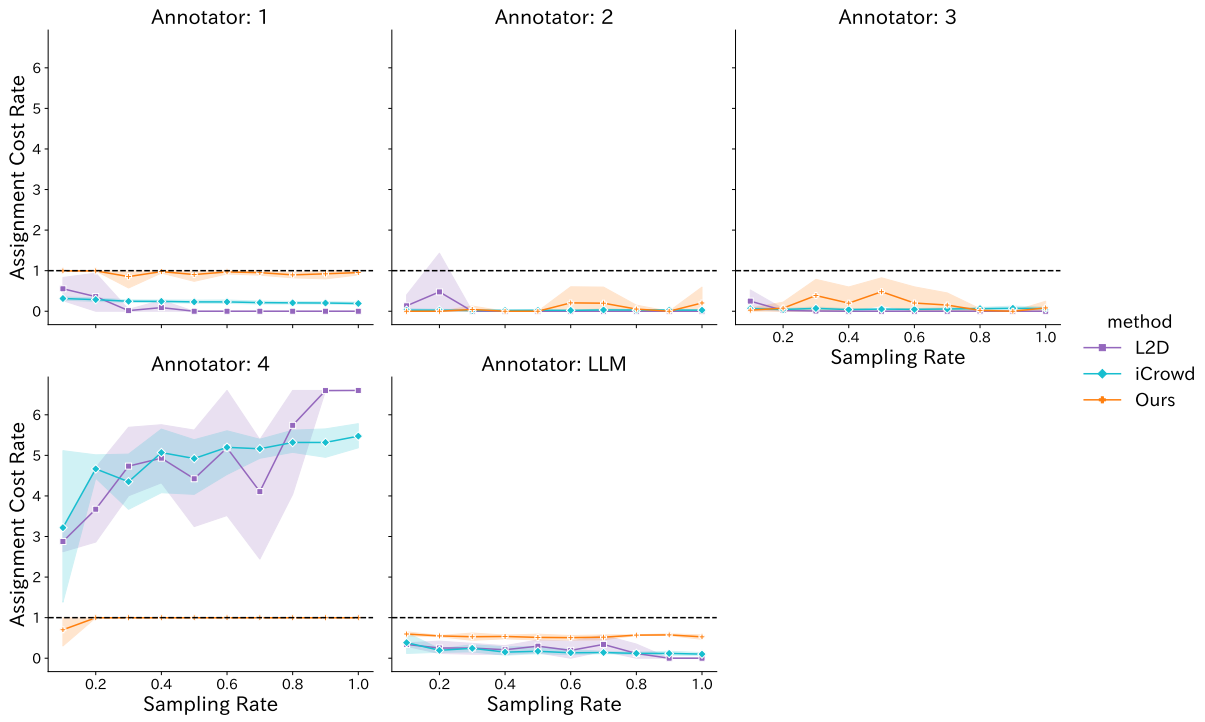 Annotator: 1
Annotator: 2
Annotator: 3
Assignment Cost Rate
6
5
4
3
2
1
0
0.2
0.4
0.6
0.8
1.0
Sampling Rate
method
L2D
iCrowd
Ours
Annotator: 4
Annotator: LLM
Assignment Cost Rate
6
5
4
3
2
1
0
0.2
0.4
0.6
0.8
1.0
Sampling Rate
0.2
0.4
0.6
0.8
1.0
Sampling Rate